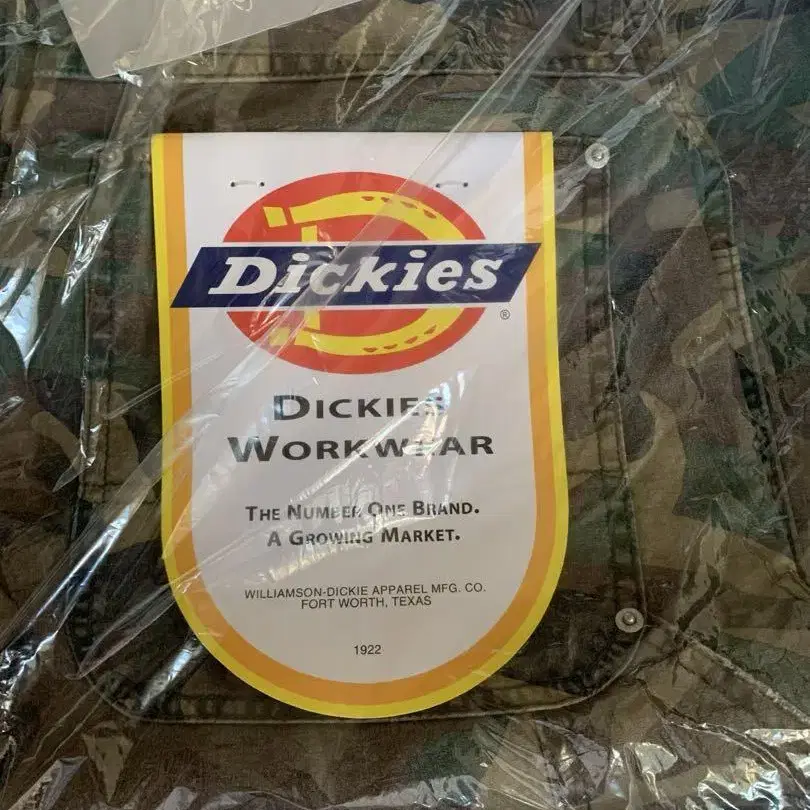 Dickies
®
DICKIES
WORKWEAR
THE NUMBER ONE BRAND.
A GROWING MARKET.
WILLIAMSON-DICKIE APPAREL MFG. CO.
FORT WORTH, TEXAS
1922